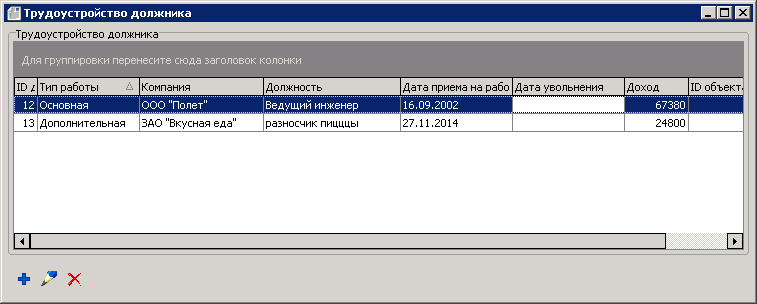 Трудоустройство должника
Трудоустройство должника
Для группировки перенесите сюда заголовок колонки
ID д Тип работы Компания Должность Дата приема на рабо Дата увольнения Доход ID объекта
12 Основная ООО "Полет" Ведущий инженер 16.09.2002 67380
13 Дополнительная ЗАО "Вкусная еда" разносчик пиццы 27.11.2014 24800